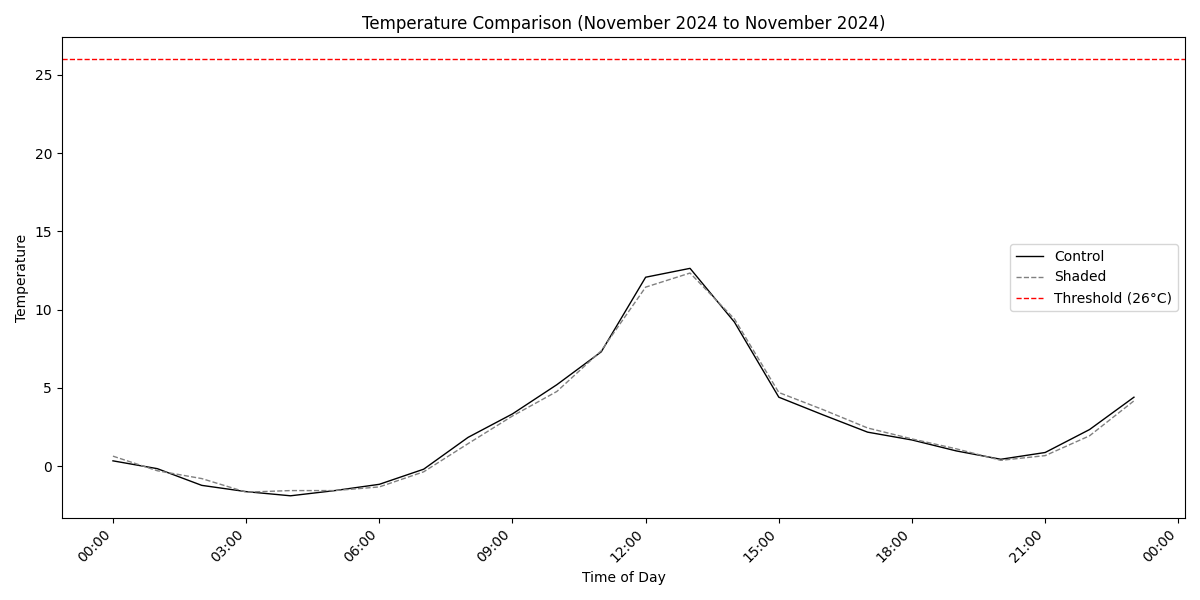 Temperature Comparison (November 2024 to November 2024)
25
20
15
10
5
0
Temperature
Control
Shaded
Threshold (26°C)
00:00
03:00
06:00
09:00
12:00
15:00
18:00
21:00
00:00
Time of Day